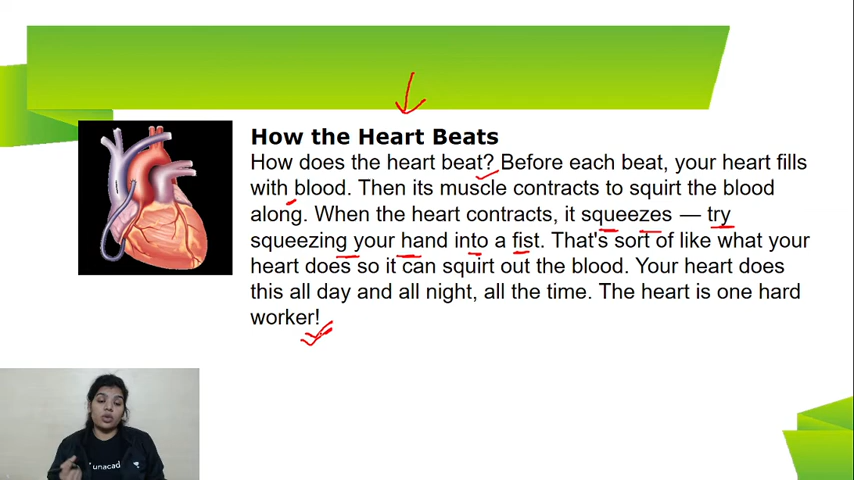 How the Heart Beats
How does the heart beat? Before each beat, your heart fills
with blood. Then its muscle contracts to squirt the blood
along. When the heart contracts, it squeezes — try
squeezing your hand into a fist. That's sort of like what your
heart does so it can squirt out the blood. Your heart does
this all day and all night, all the time. The heart is one hard
worker!
unacad